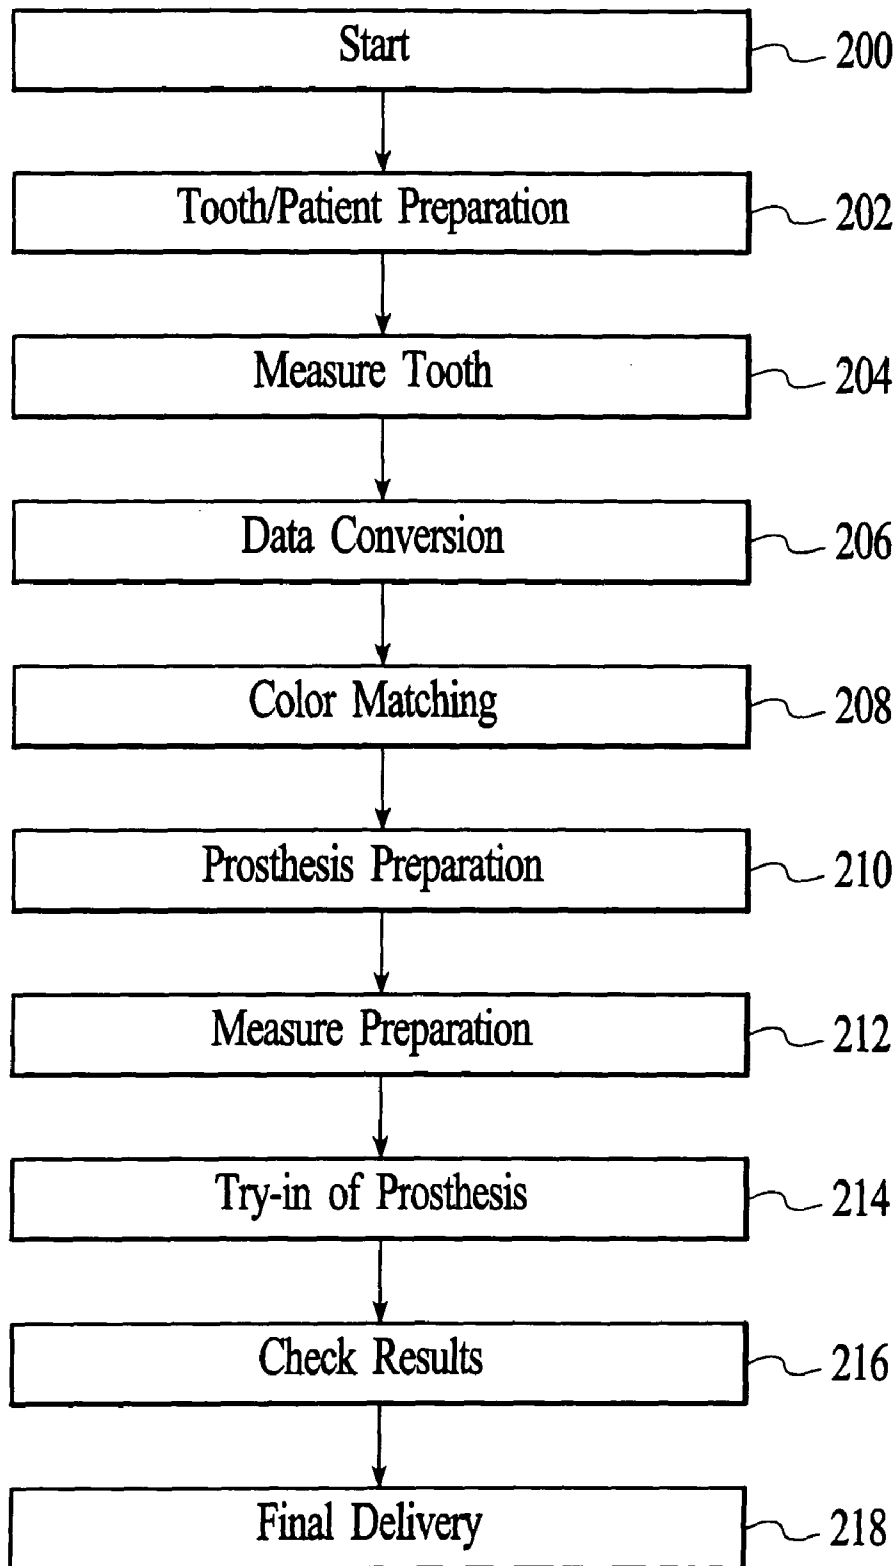 Start 200
Tooth/Patient Preparation 202
Measure Tooth 204
Data Conversion 206
Color Matching 208
Prosthesis Preparation 210
Measure Preparation 212
Try-in of Prosthesis 214
Check Results 216
Final Delivery 218